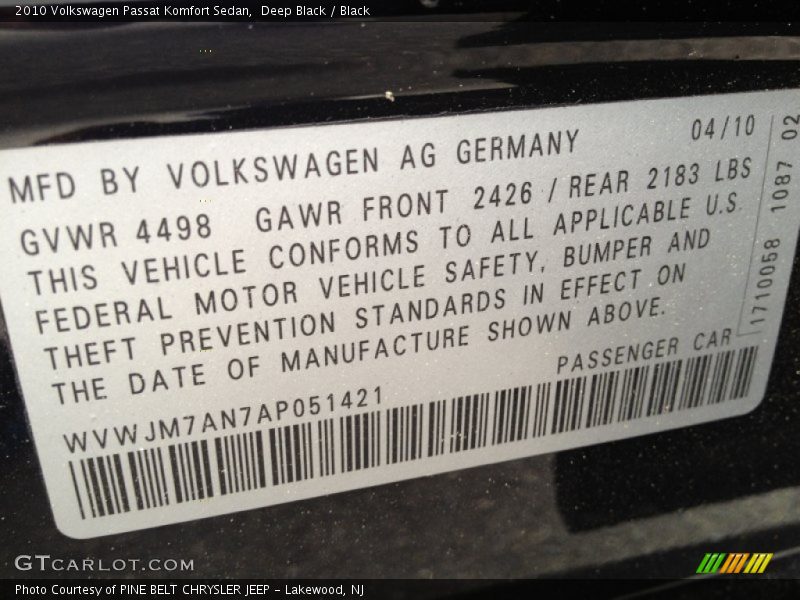 2010 Volkswagen Passat Komfort Sedan,  Deep Black / Black
MFD BY VOLKSWAGEN AG GERMANY 04/10
GVWR 4498 GAWR FRONT 2426 / REAR 2183 LBS
THIS VEHICLE CONFORMS TO ALL APPLICABLE U.S.
FEDERAL MOTOR VEHICLE SAFETY, BUMPER AND
THEFT PREVENTION STANDARDS IN EFFECT ON
THE DATE OF MANUFACTURE SHOWN ABOVE.
PASSENGER CAR
WVWJM7AN7AP051421
1710058 1087 02
GTCARLOT.COM
Photo Courtesy of PINE BELT CHRYSLER JEEP - Lakewood, NJ